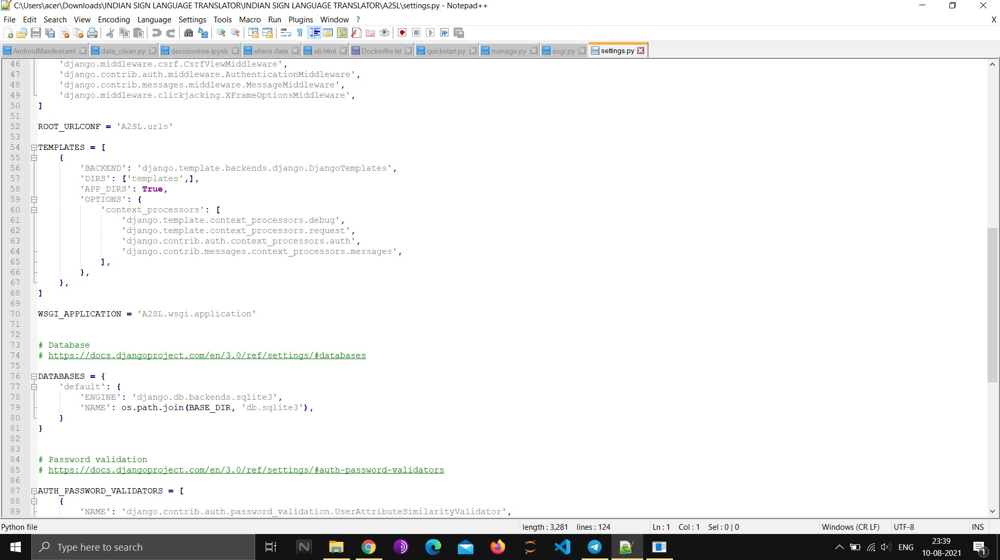 C:\Users\acer\Downloads\INDIAN SIGN LANGUAGE TRANSLATOR\INDIAN SIGN LANGUAGE TRANSLATOR\A2SL\settings.py - Notepad++
File Edit Search View Encoding Language Settings Tools Macro Run Plugins Window ? X
AndroidManifest.xml data_clean.py decisiontree.ipynb where.data ab.html Dockerfile.txt quickstart.py manage.py asgi.py settings.py
46 'django.middleware.csrf.CsrfViewMiddleware',
47 'django.contrib.auth.middleware.AuthenticationMiddleware',
48 'django.contrib.messages.middleware.MessageMiddleware',
49 'django.middleware.clickjacking.XFrameOptionsMiddleware',
50 ]
51
52 ROOT_URLCONF = 'A2SL.urls'
53
54 TEMPLATES = [
55 {
56 'BACKEND': 'django.template.backends.django.DjangoTemplates',
57 'DIRS': ['templates',],
58 'APP_DIRS': True,
59 'OPTIONS': {
60 'context_processors': [
61 'django.template.context_processors.debug',
62 'django.template.context_processors.request',
63 'django.contrib.auth.context_processors.auth',
64 'django.contrib.messages.context_processors.messages',
65 ],
66 },
67 },
68 ]
69
70 WSGI_APPLICATION = 'A2SL.wsgi.application'
71
72
73 # Database
74 # https://docs.djangoproject.com/en/3.0/ref/settings/#databases
75
76 DATABASES = {
77 'default': {
78 'ENGINE': 'django.db.backends.sqlite3',
79 'NAME': os.path.join(BASE_DIR, 'db.sqlite3'),
80 }
81 }
82
83
84 # Password validation
85 # https://docs.djangoproject.com/en/3.0/ref/settings/#auth-password-validators
86
87 AUTH_PASSWORD_VALIDATORS = [
88 {
89 'NAME': 'django.contrib.auth.password_validation.UserAttributeSimilarityValidator',
Python file length : 3,281 lines : 124 Ln : 1 Col : 1 Sel : 0 | 0 Windows (CR LF) UTF-8 INS
Type here to search ENG 23:39
10-08-2021 1